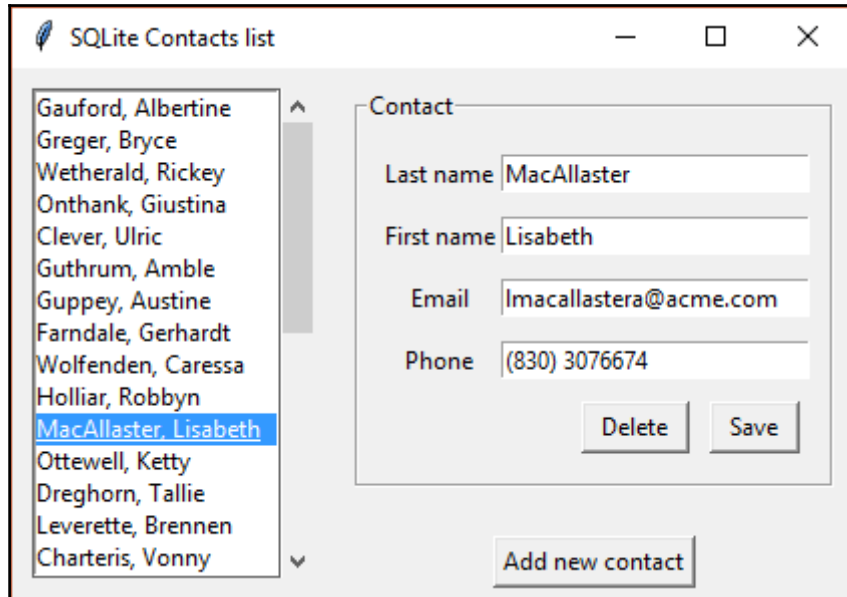 SQLite Contacts list
Gauford, Albertine
Greger, Bryce
Wetherald, Rickey
Onthank, Giustina
Clever, Ulric
Guthrum, Amble
Guppey, Austine
Farndale, Gerhardt
Wolfenden, Caressa
Holliar, Robbyn
MacAllaster, Lisabeth
Ottewell, Ketty
Dreghorn, Tallie
Leverette, Brennen
Charteris, Vonny
Contact
Last name MacAllaster
First name Lisabeth
Email lmacallastera@acme.com
Phone (830) 3076674
Delete Save
Add new contact